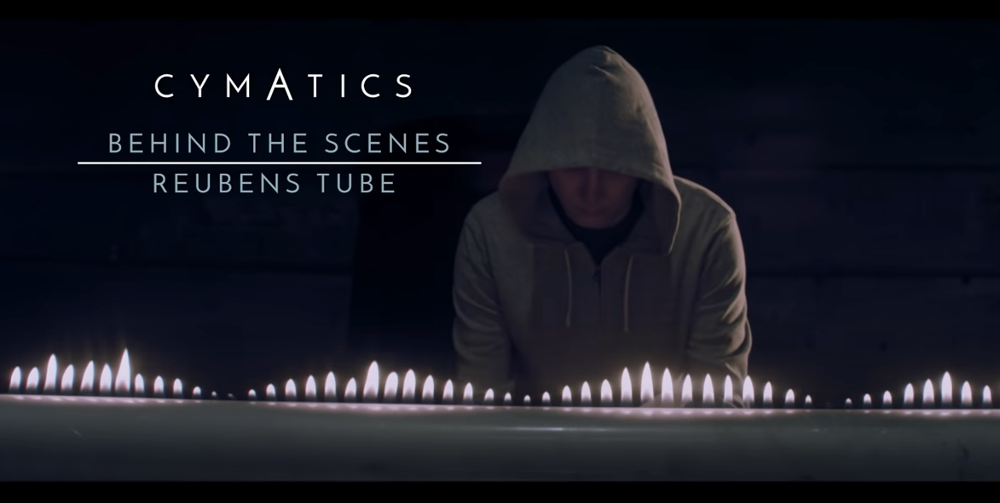 CYMATICS
BEHIND THE SCENES
REUBENS TUBE